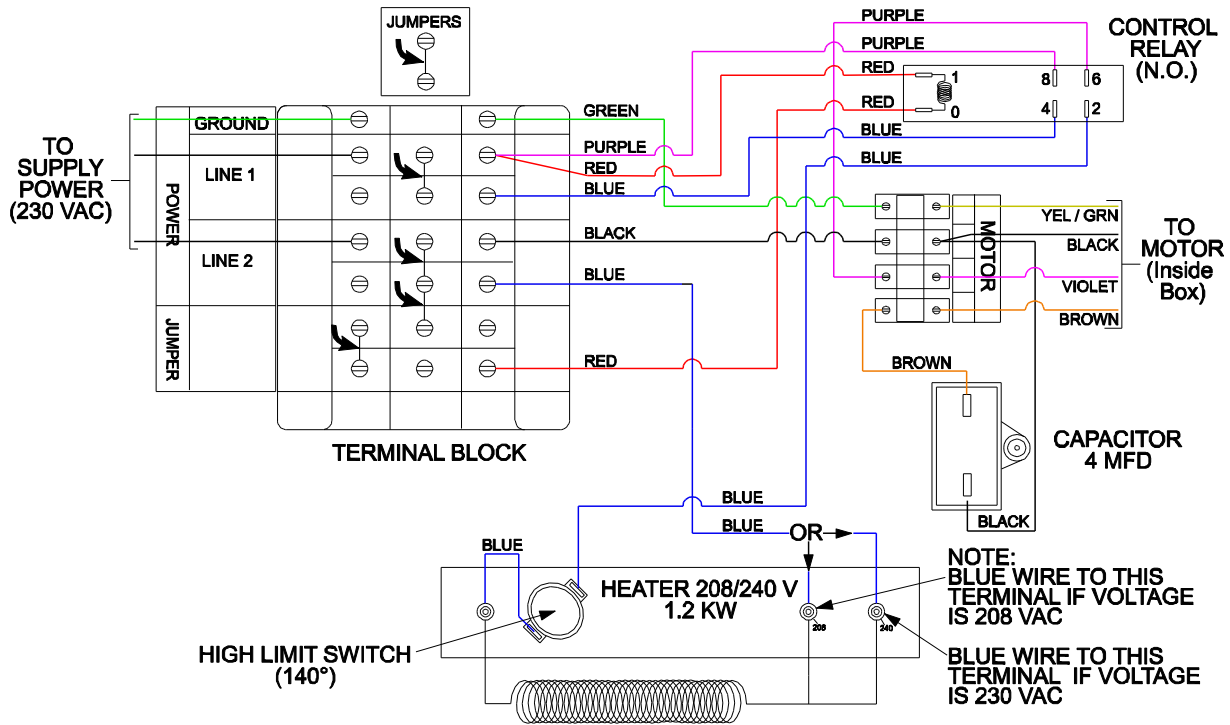 JUMPERS
PURPLE
PURPLE
RED
RED
BLUE
BLUE
CONTROL
RELAY
(N.O.)
1
0
8
6
4
2
TO
SUPPLY
POWER
(230 VAC)
POWER
JUMPER
GROUND
LINE 1
LINE 2
GREEN
PURPLE
RED
BLUE
BLACK
BLUE
RED
TERMINAL BLOCK
MOTOR
YEL / GRN
BLACK
VIOLET
BROWN
TO
MOTOR
(Inside
Box)
BROWN
CAPACITOR
4 MFD
BLACK
BLUE
BLUE
OR
BLUE
HEATER 208/240 V
1.2 KW
208
240
HIGH LIMIT SWITCH
(140°)
NOTE:
BLUE WIRE TO THIS
TERMINAL IF VOLTAGE
IS 208 VAC
BLUE WIRE TO THIS
TERMINAL IF VOLTAGE
IS 230 VAC